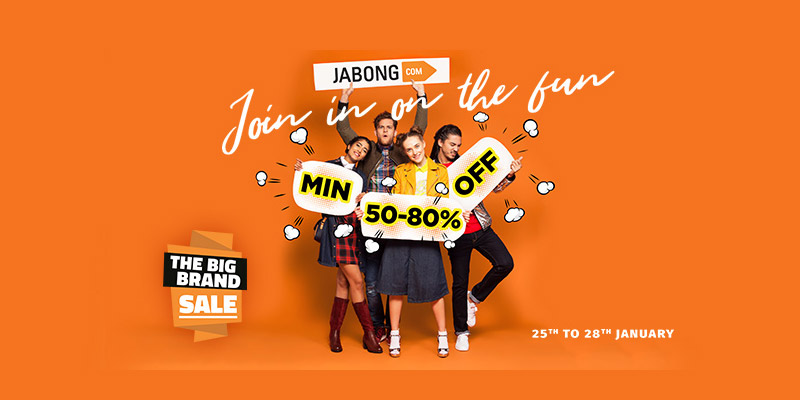 JABONG COM
Join in on the fun
MIN
50-80%
OFF
THE BIG
BRAND
SALE
25TH TO 28TH JANUARY